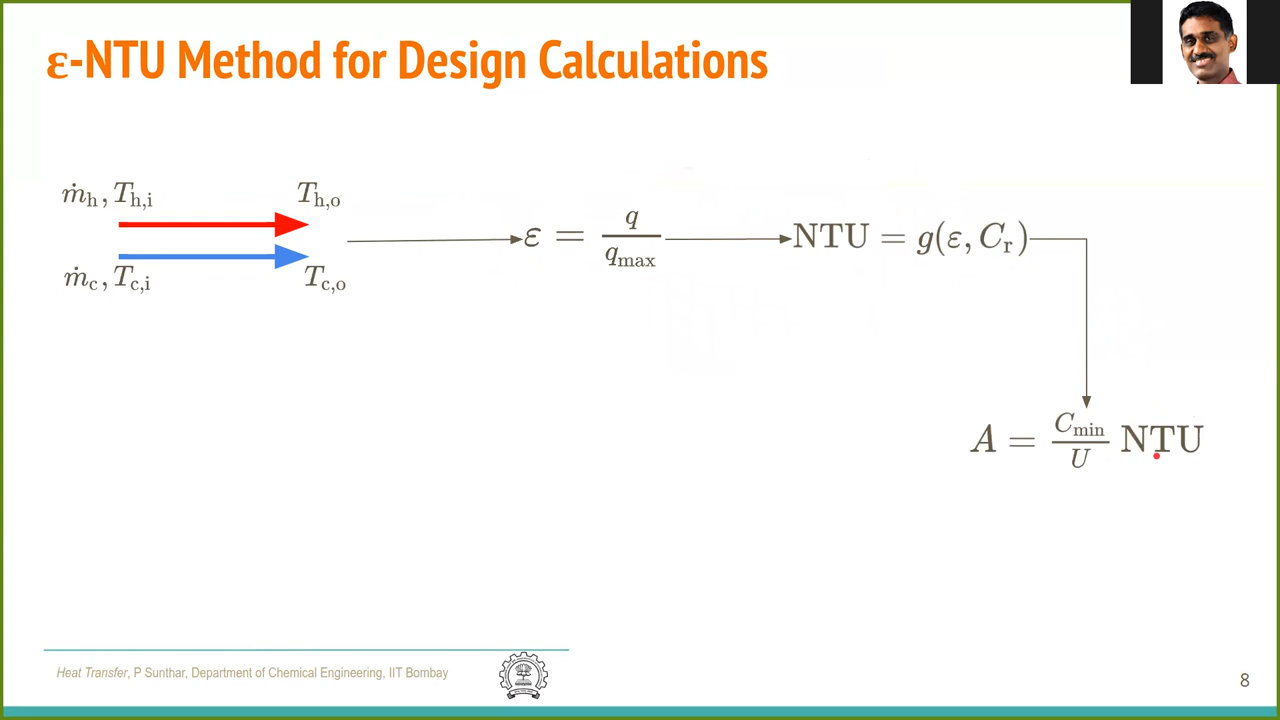 ε-NTU Method for Design Calculations
ṁh, Th,i
Th,o
ṁc, Tc,i
Tc,o
ε = q / qmax
NTU = g(ε, Cr)
A = Cmin / U NTU
Heat Transfer, P Sunthar, Department of Chemical Engineering, IIT Bombay
8